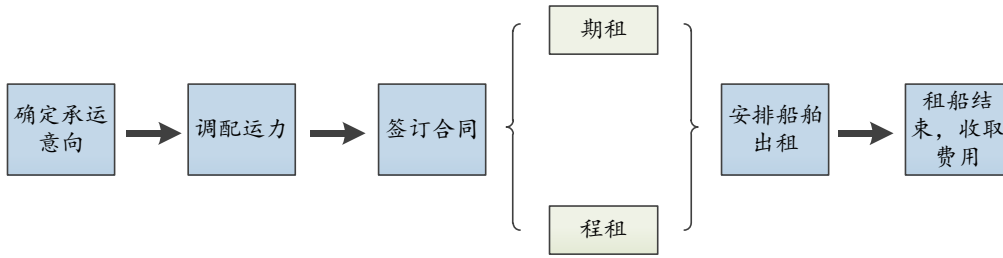 确定承运
意向
调配运力
签订合同
期租
程租
安排船舶
出租
租船结
束，收取
费用